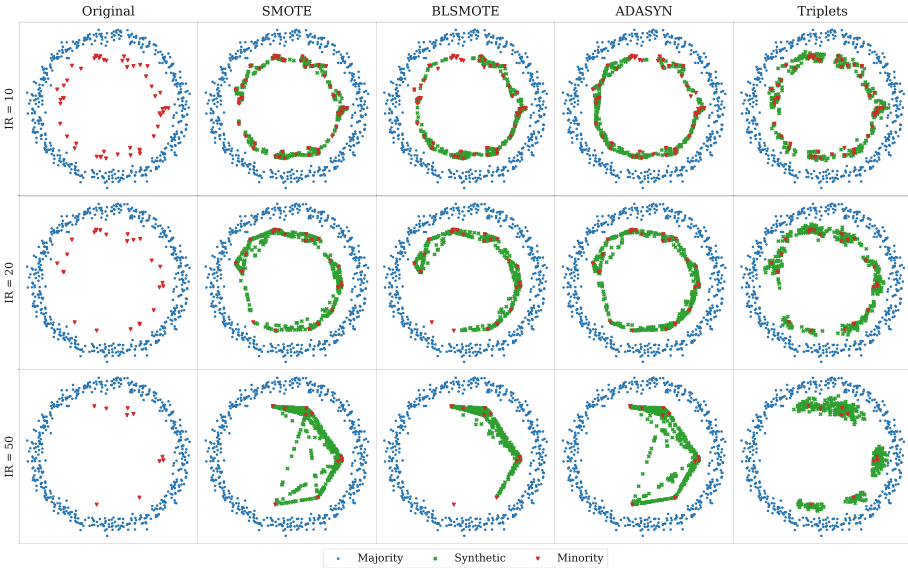 Original SMOTE BLSMOTE ADASYN Triplets
IR = 10
IR = 20
IR = 50
Majority Synthetic Minority